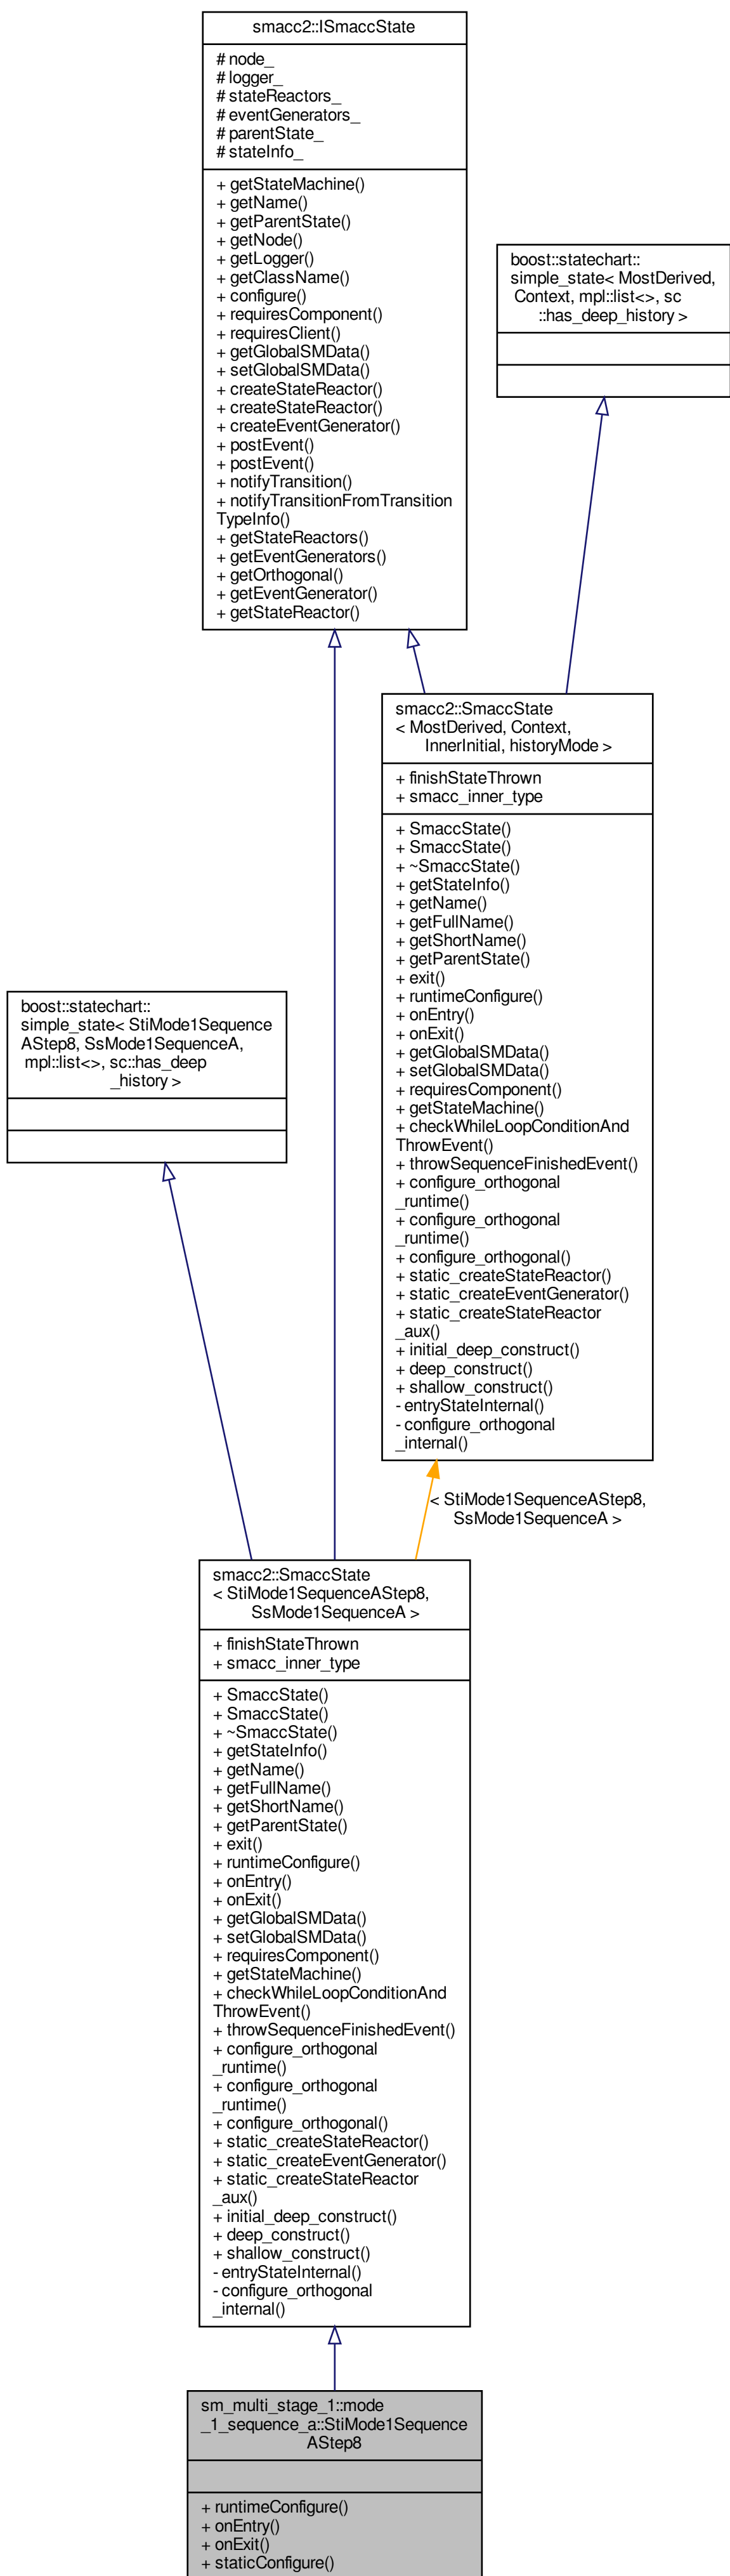 smacc2::ISmaccState
# node_
# logger_
# stateReactors_
# eventGenerators_
# parentState_
# stateInfo_
+ getStateMachine()
+ getName()
+ getParentState()
+ getNode()
+ getLogger()
+ getClassName()
+ configure()
+ requiresComponent()
+ requiresClient()
+ getGlobalSMData()
+ setGlobalSMData()
+ createStateReactor()
+ createStateReactor()
+ createEventGenerator()
+ postEvent()
+ postEvent()
+ notifyTransition()
+ notifyTransitionFromTransition
TypeInfo()
+ getStateReactors()
+ getEventGenerators()
+ getOrthogonal()
+ getEventGenerator()
+ getStateReactor()
boost::statechart::
simple_state< MostDerived,
Context, mpl::list<>, sc
::has_deep_history >
smacc2::SmaccState
< MostDerived, Context,
InnerInitial, historyMode >
+ finishStateThrown
+ smacc_inner_type
+ SmaccState()
+ SmaccState()
+ ~SmaccState()
+ getStateInfo()
+ getName()
+ getFullName()
+ getShortName()
+ getParentState()
+ exit()
+ runtimeConfigure()
+ onEntry()
+ onExit()
+ getGlobalSMData()
+ setGlobalSMData()
+ requiresComponent()
+ getStateMachine()
+ checkWhileLoopConditionAnd
ThrowEvent()
+ throwSequenceFinishedEvent()
+ configure_orthogonal
_runtime()
+ configure_orthogonal
_runtime()
+ configure_orthogonal()
+ static_createStateReactor()
+ static_createEventGenerator()
+ static_createStateReactor
_aux()
+ initial_deep_construct()
+ deep_construct()
+ shallow_construct()
- entryStateInternal()
- configure_orthogonal
_internal()
boost::statechart::
simple_state< StiMode1Sequence
AStep8, SsMode1SequenceA,
mpl::list<>, sc::has_deep
_history >
< StiMode1SequenceAStep8,
SsMode1SequenceA >
smacc2::SmaccState
< StiMode1SequenceAStep8,
SsMode1SequenceA >
+ finishStateThrown
+ smacc_inner_type
+ SmaccState()
+ SmaccState()
+ ~SmaccState()
+ getStateInfo()
+ getName()
+ getFullName()
+ getShortName()
+ getParentState()
+ exit()
+ runtimeConfigure()
+ onEntry()
+ onExit()
+ getGlobalSMData()
+ setGlobalSMData()
+ requiresComponent()
+ getStateMachine()
+ checkWhileLoopConditionAnd
ThrowEvent()
+ throwSequenceFinishedEvent()
+ configure_orthogonal
_runtime()
+ configure_orthogonal
_runtime()
+ configure_orthogonal()
+ static_createStateReactor()
+ static_createEventGenerator()
+ static_createStateReactor
_aux()
+ initial_deep_construct()
+ deep_construct()
+ shallow_construct()
- entryStateInternal()
- configure_orthogonal
_internal()
sm_multi_stage_1::mode
_1_sequence_a::StiMode1Sequence
AStep8
+ runtimeConfigure()
+ onEntry()
+ onExit()
+ staticConfigure()